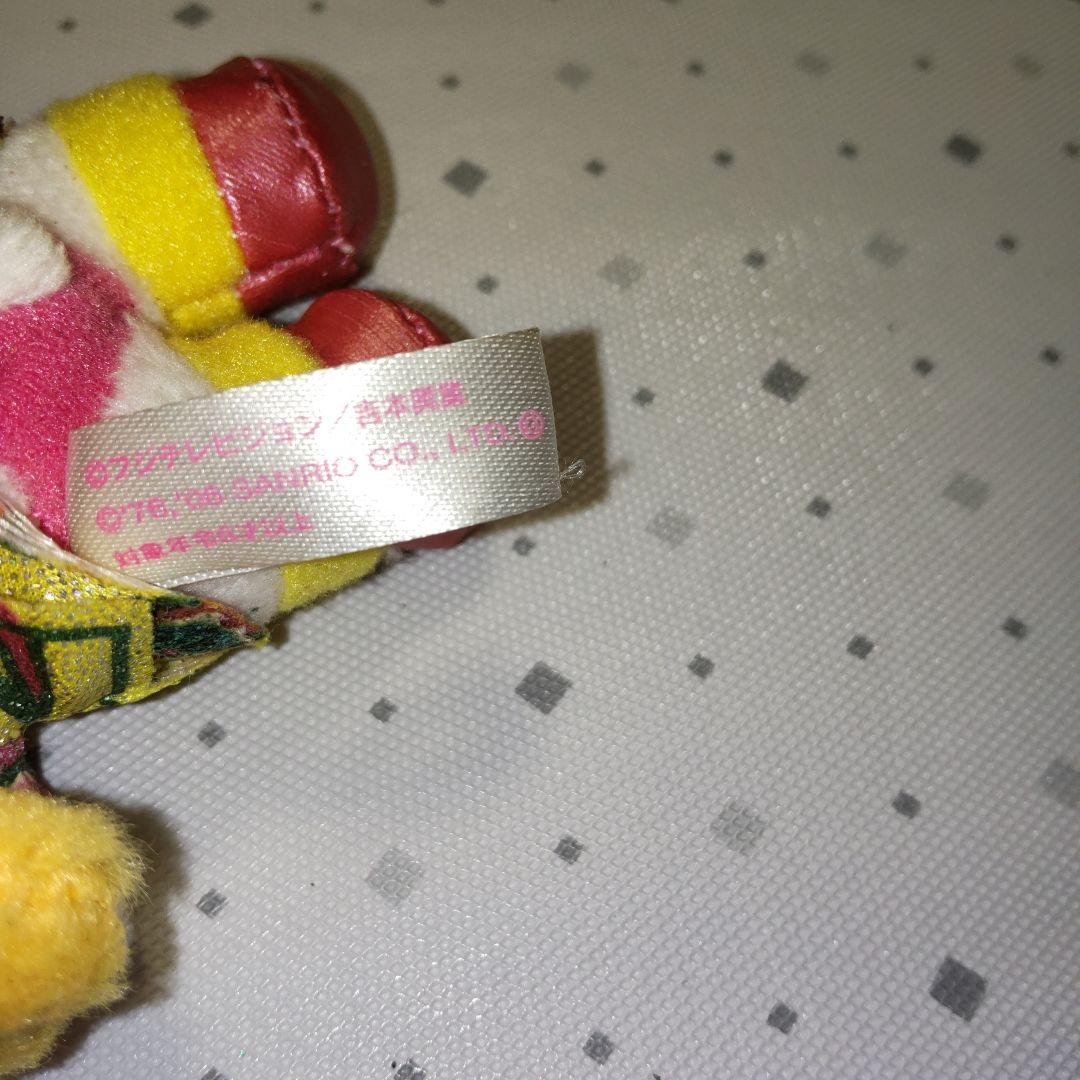 ©フジテレビジョン／吉本興業
©'76,'06 SANRIO CO., LTD.
対象年令6才以上